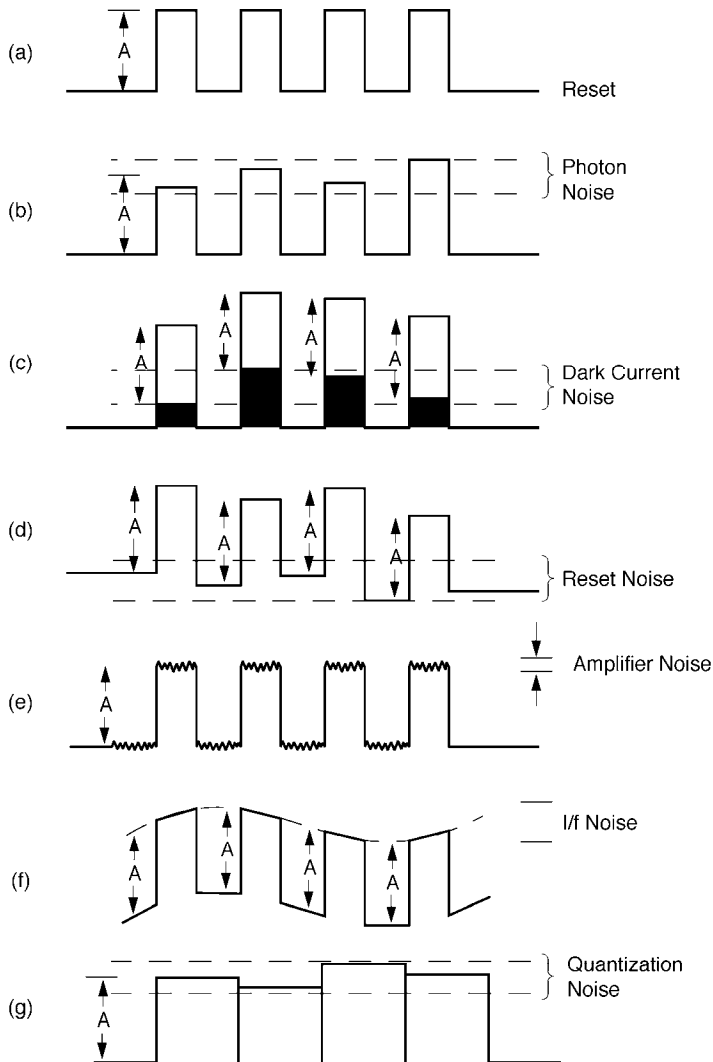 (a)
A
Reset
(b)
A
Photon
Noise
(c)
A
A
A
A
Dark Current
Noise
(d)
A
A
A
A
Reset Noise
(e)
A
Amplifier Noise
(f)
A
A
A
A
I/f Noise
(g)
A
Quantization
Noise